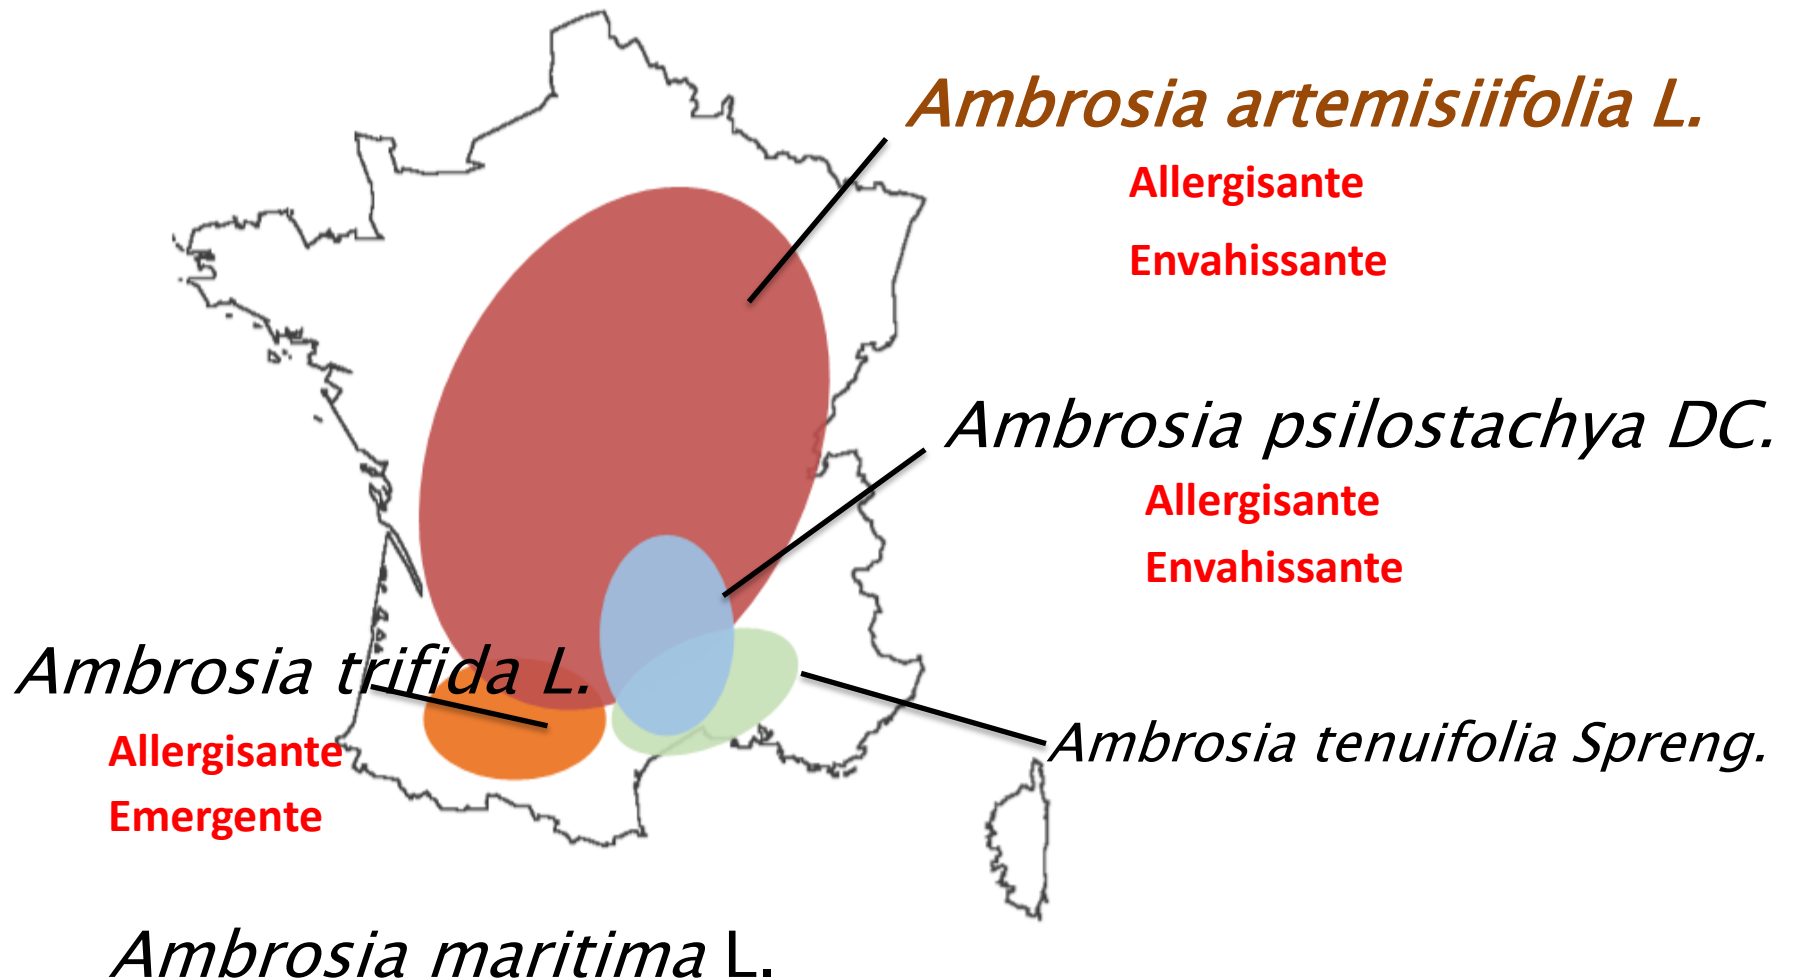 Ambrosia artemisiifolia L.
Allergisante
Envahissante
Ambrosia psilostachya DC.
Allergisante
Envahissante
Ambrosia trifida L.
Allergisante
Emergente
Ambrosia tenuifolia Spreng.
Ambrosia maritima L.